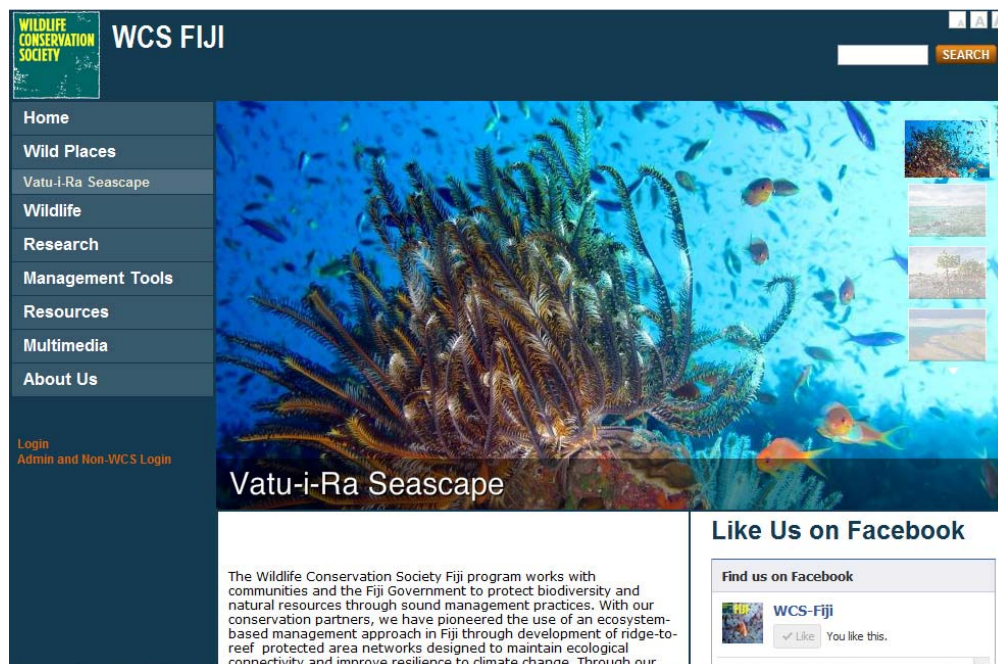 WILDLIFE
CONSERVATION
SOCIETY
WCS FIJI
A A A
SEARCH
Home
Wild Places
Vatu-i-Ra Seascape
Wildlife
Research
Management Tools
Resources
Multimedia
About Us
Login
Admin and Non-WCS Login
Vatu-i-Ra Seascape
The Wildlife Conservation Society Fiji program works with
communities and the Fiji Government to protect biodiversity and
natural resources through sound management practices. With our
conservation partners, we have pioneered the use of an ecosystem-
based management approach in Fiji through development of ridge-to-
reef protected area networks designed to maintain ecological
connectivity and improve resilience to climate change. Through our
Like Us on Facebook
Find us on Facebook
FIJI
WCS-Fiji
Like You like this.